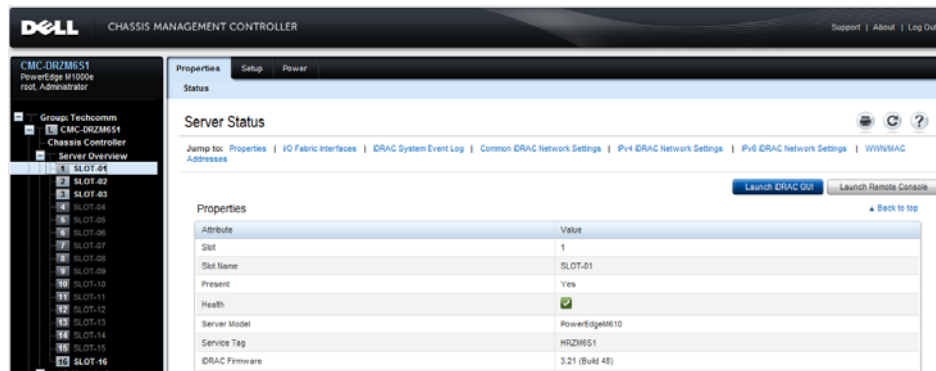 DELL CHASSIS MANAGEMENT CONTROLLER Support | About | Log Out
CMC-DRZM6S1
PowerEdge M1000e
root, Administrator
Properties Setup Power
Status
Group: Techcomm
L CMC-DRZM6S1
Chassis Controller
Server Overview
1 SLOT-01
2 SLOT-02
3 SLOT-03
4 SLOT-04
5 SLOT-05
6 SLOT-06
7 SLOT-07
8 SLOT-08
9 SLOT-09
10 SLOT-10
11 SLOT-11
12 SLOT-12
13 SLOT-13
14 SLOT-14
15 SLOT-15
16 SLOT-16
Server Status
Jump to: Properties | I/O Fabric Interfaces | iDRAC System Event Log | Common iDRAC Network Settings | IPv4 iDRAC Network Settings | IPv6 iDRAC Network Settings | WWN/MAC
Addresses
Launch iDRAC GUI Launch Remote Console
Properties Back to top
Attribute Value
Slot 1
Slot Name SLOT-01
Present Yes
Health
Server Model PowerEdgeM610
Service Tag HRZM6S1
iDRAC Firmware 3.21 (Build 48)